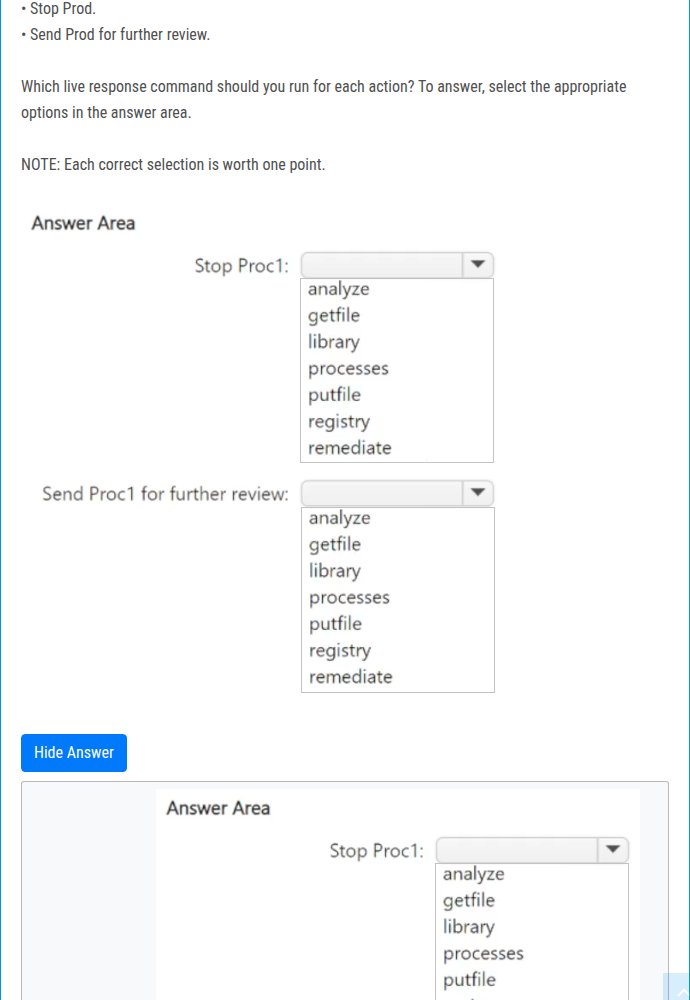 • Stop Prod.
• Send Prod for further review.
Which live response command should you run for each action? To answer, select the appropriate
options in the answer area.
NOTE: Each correct selection is worth one point.
Answer Area
Stop Proc1:
analyze
getfile
library
processes
putfile
registry
remediate
Send Proc1 for further review:
analyze
getfile
library
processes
putfile
registry
remediate
Hide Answer
Answer Area
Stop Proc1:
analyze
getfile
library
processes
putfile